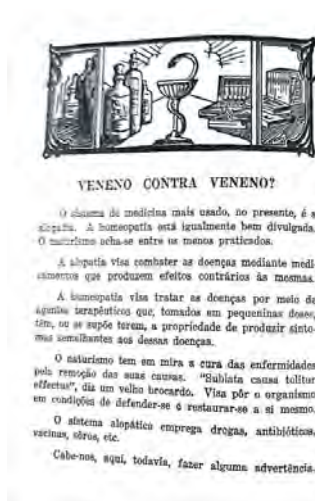 VENENO CONTRA VENENO?
O sistema de medicina mais usado, no presente, é a
alopatia. A homeopatia está igualmente bem divulgada.
O naturismo acha-se entre os menos praticados.
A alopatia visa combater as doenças mediante medi-
camentos que produzem efeitos contrários às mesmas.
A homeopatia visa tratar as doenças por meio de
agentes terapêuticos que, tomados em pequeninas doses,
têm, ou se supõe terem, a propriedade de produzir sinto-
mas semelhantes aos dessas doenças.
O naturismo tem em mira a cura das enfermidades
pela remoção das suas causas. "Sublata causa tolitur
effectus", diz um velho brocardo. Visa pôr o organismo
em condições de defender-se e restaurar-se a si mesmo.
O sistema alopático emprega drogas, antibióticos,
vacinas, sôros, etc.
Cabe-nos, aqui, todavia, fazer alguma advertência.